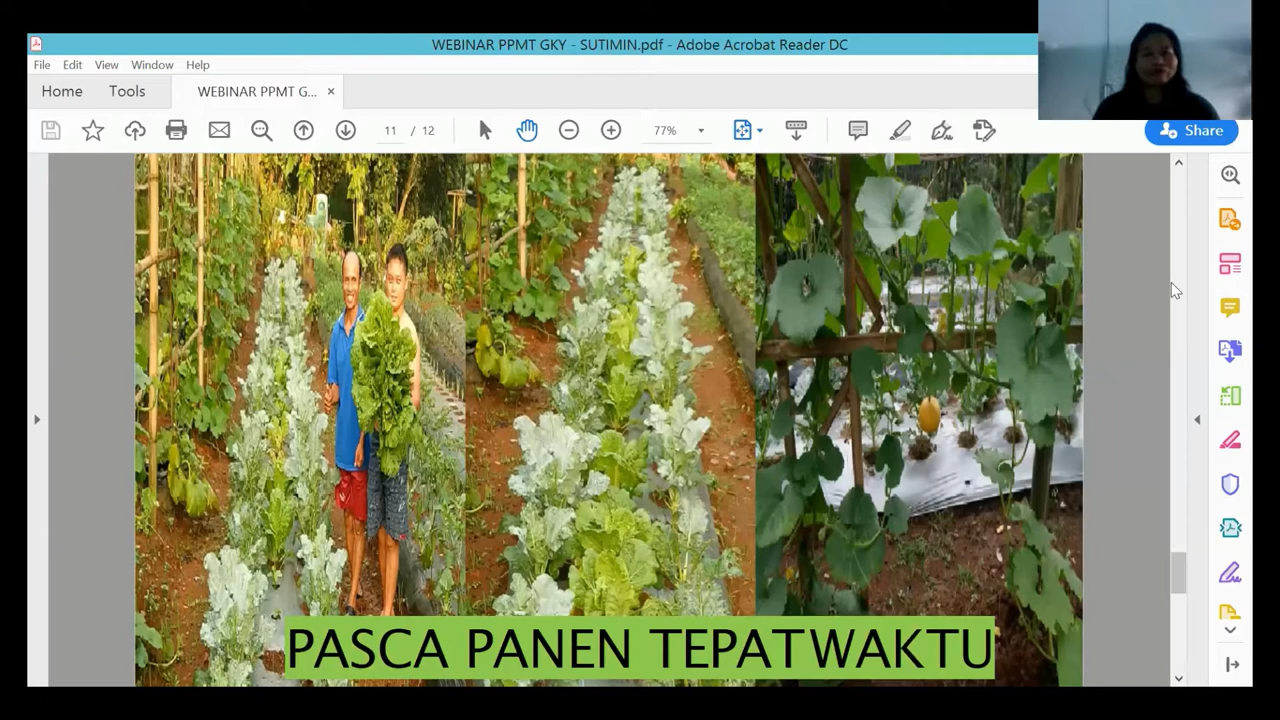 WEBINAR PPMT GKY - SUTIMIN.pdf - Adobe Acrobat Reader DC
File Edit View Window Help
Home Tools WEBINAR PPMT G... ×
11 / 12 77% Share
PASCA PANEN TEPATWAKTU